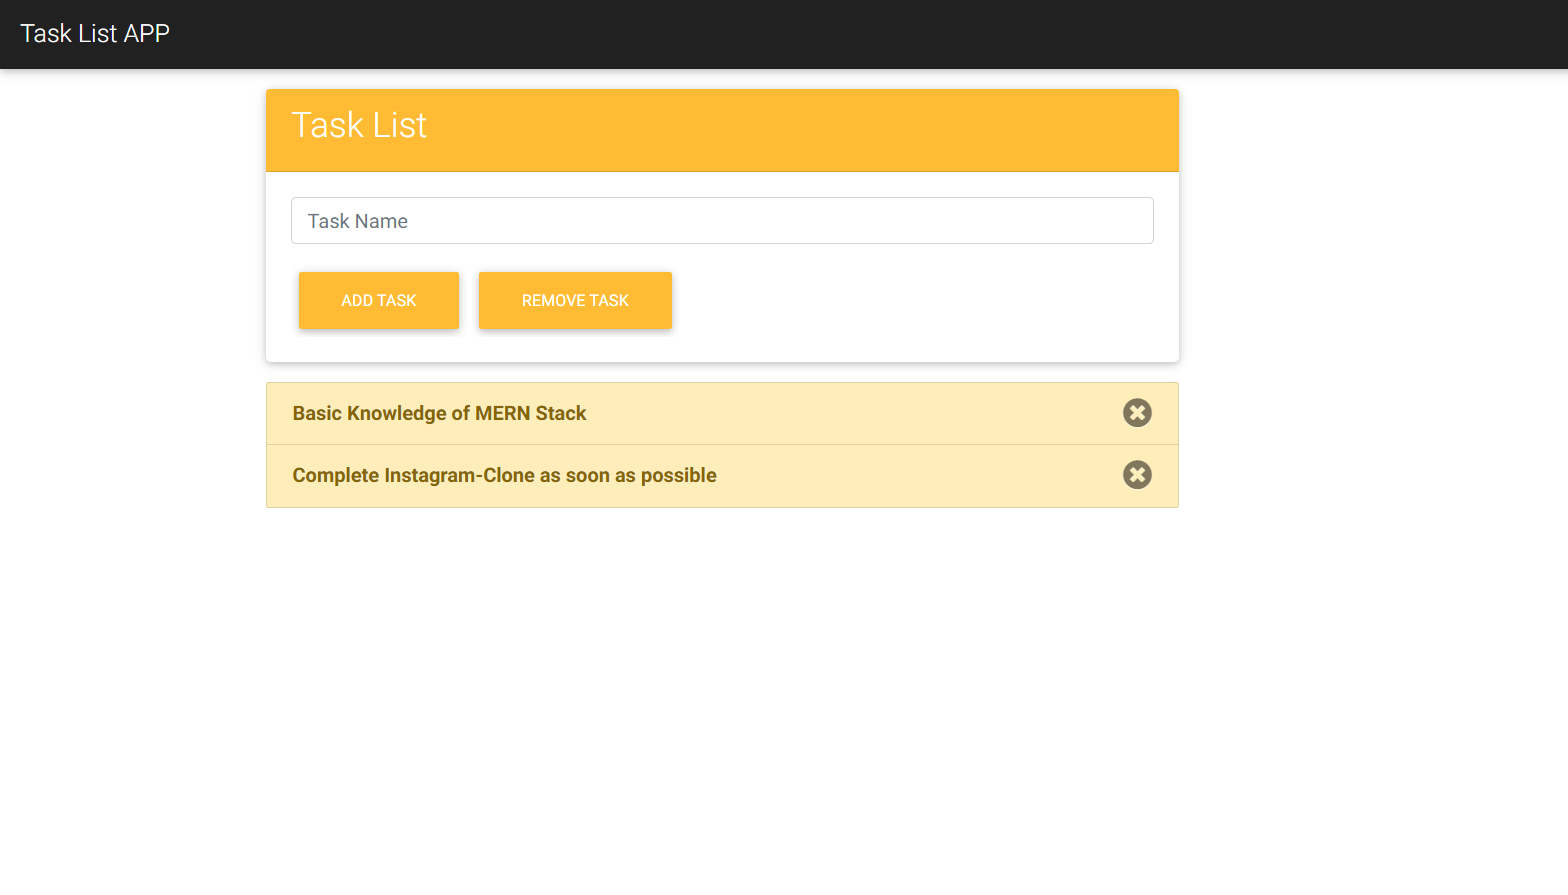 Task List APP
Task List
Task Name
ADD TASK
REMOVE TASK
Basic Knowledge of MERN Stack
Complete Instagram-Clone as soon as possible